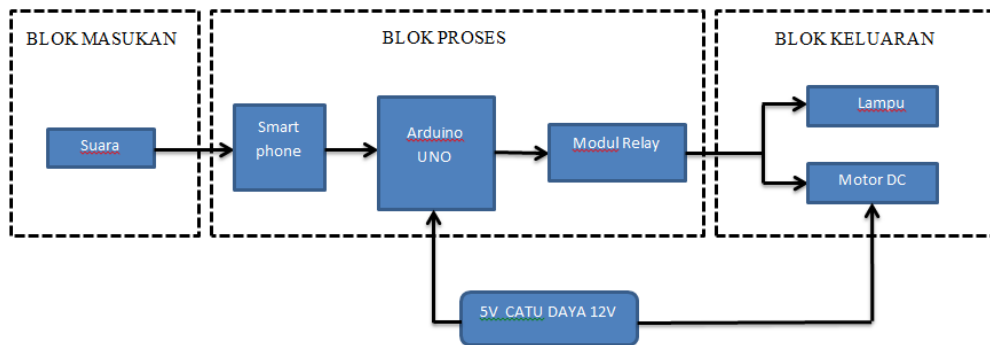 BLOK MASUKAN
BLOK PROSES
BLOK KELUARAN
Suara
Smart
phone
Arduino
UNO
Modul Relay
Lampu
Motor DC
5V CATU DAYA 12V